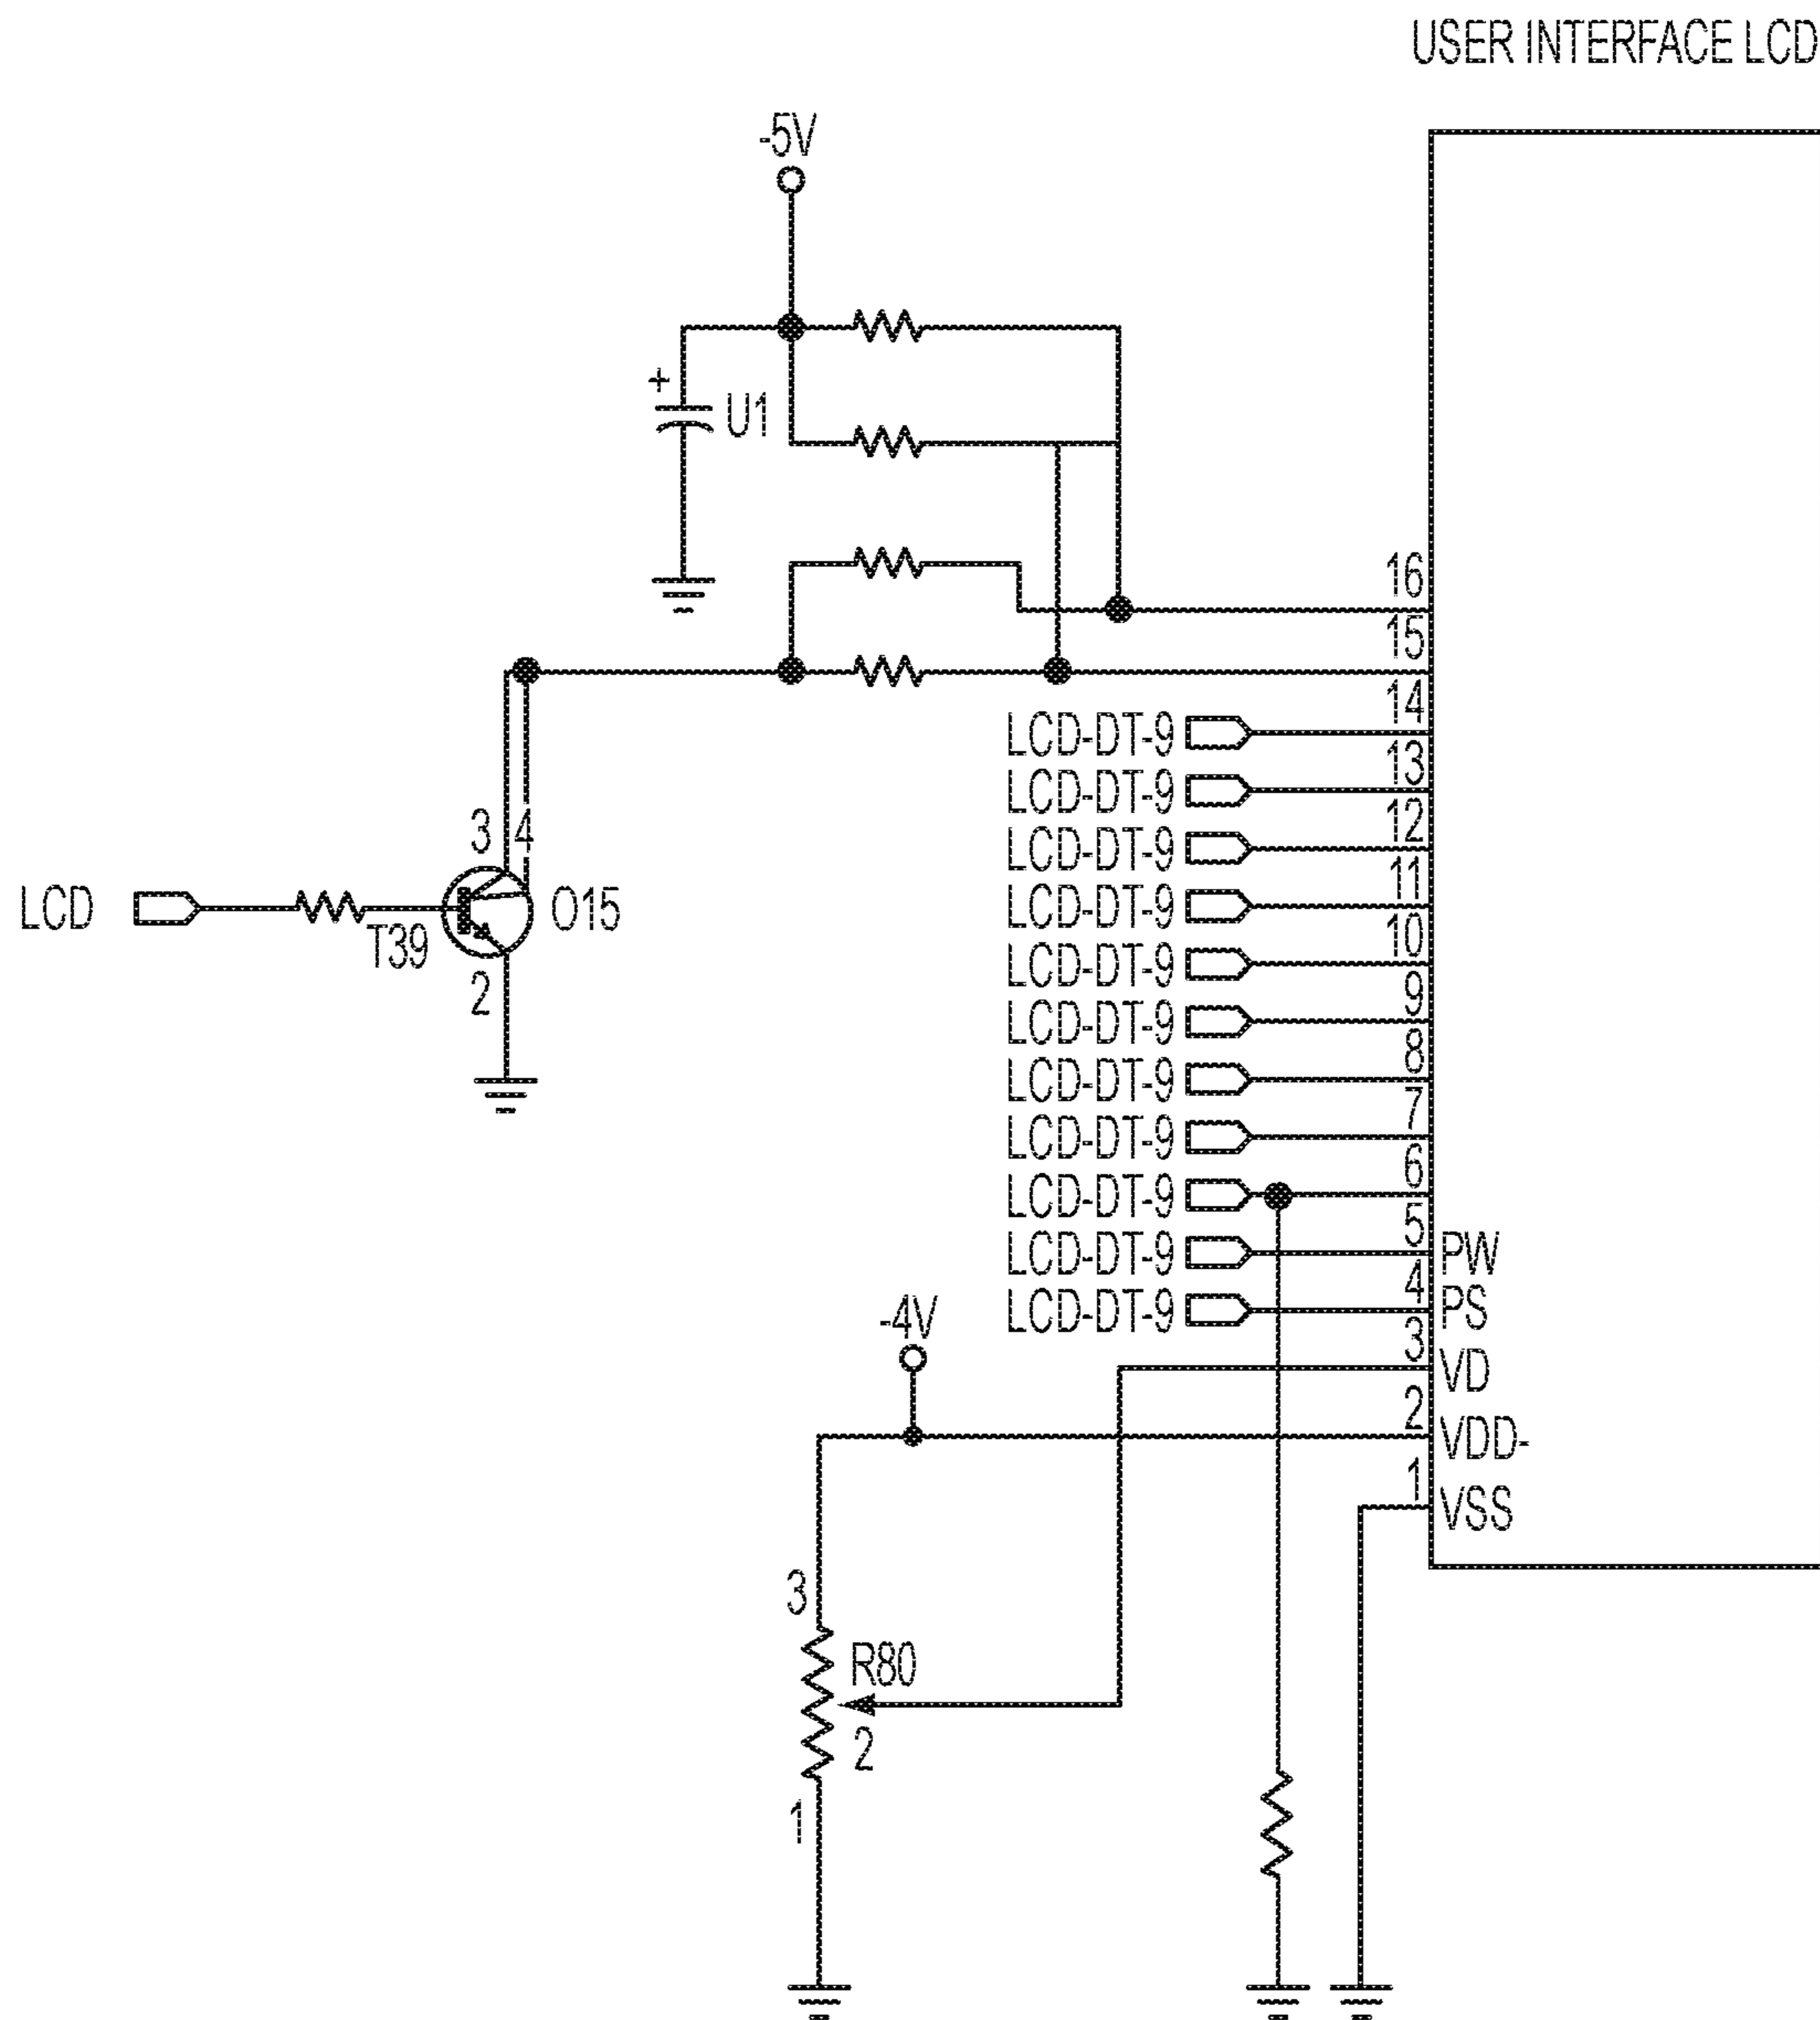 USER INTERFACE LCD
-5V
+
U1
16
15
14
LCD-DT-9
13
LCD-DT-9
12
LCD-DT-9
3 4
11
LCD-DT-9
LCD
O15
T39
10
LCD-DT-9
2
9
LCD-DT-9
8
LCD-DT-9
7
LCD-DT-9
6
LCD-DT-9
5
LCD-DT-9
PW
4
LCD-DT-9
PS
-4V
3
VD
2
VDD-
1
VSS
3
R80
2
1